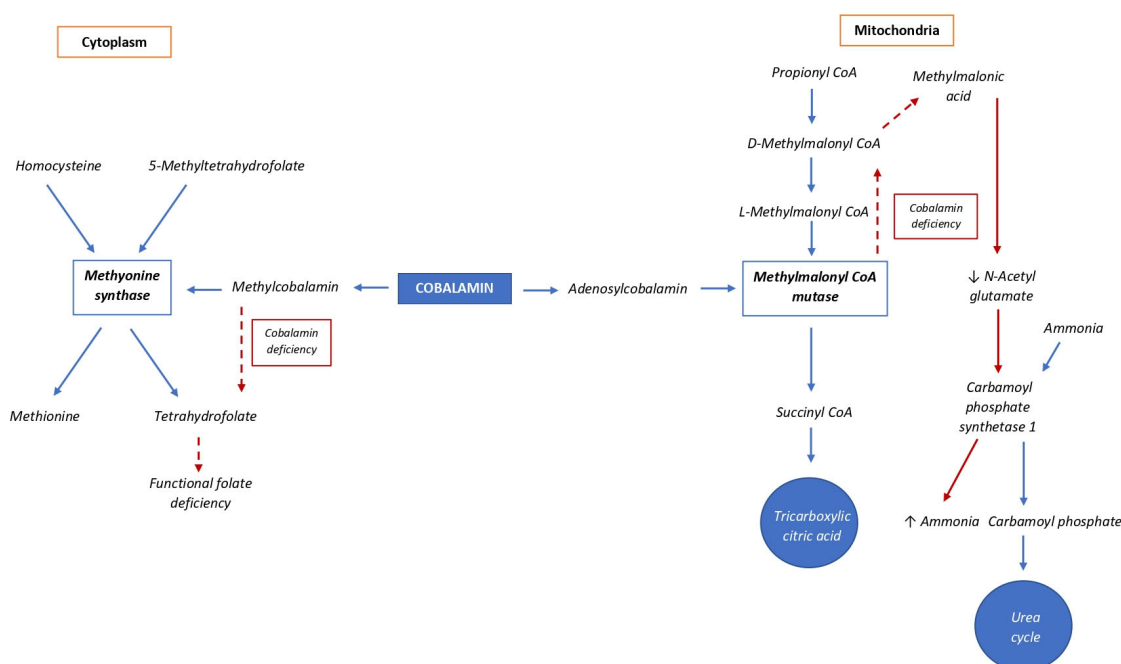 Cytoplasm
Mitochondria
Propionyl CoA
Methylmalonic
acid
D-Methylmalonyl CoA
Homocysteine
5-Methyltetrahydrofolate
L-Methylmalonyl CoA
Cobalamin
deficiency
Methyonine
synthase
Methylcobalamin
COBALAMIN
Adenosylcobalamin
Methylmalonyl CoA
mutase
↓ N-Acetyl
glutamate
Cobalamin
deficiency
Ammonia
Carbamoyl
phosphate
synthetase 1
Methionine
Tetrahydrofolate
Succinyl CoA
Functional folate
deficiency
Tricarboxylic
citric acid
↑ Ammonia
Carbamoyl phosphate
Urea
cycle